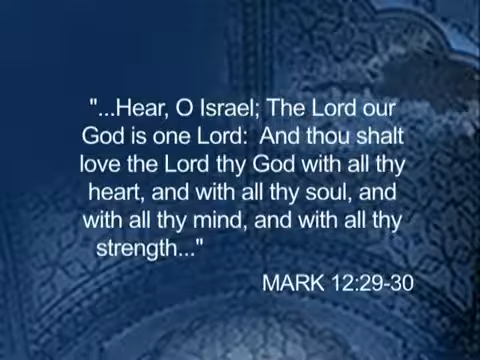 "...Hear, O Israel; The Lord our
God is one Lord:  And thou shalt
love the Lord thy God with all thy
heart, and with all thy soul, and
with all thy mind, and with all thy
strength..."
MARK 12:29-30